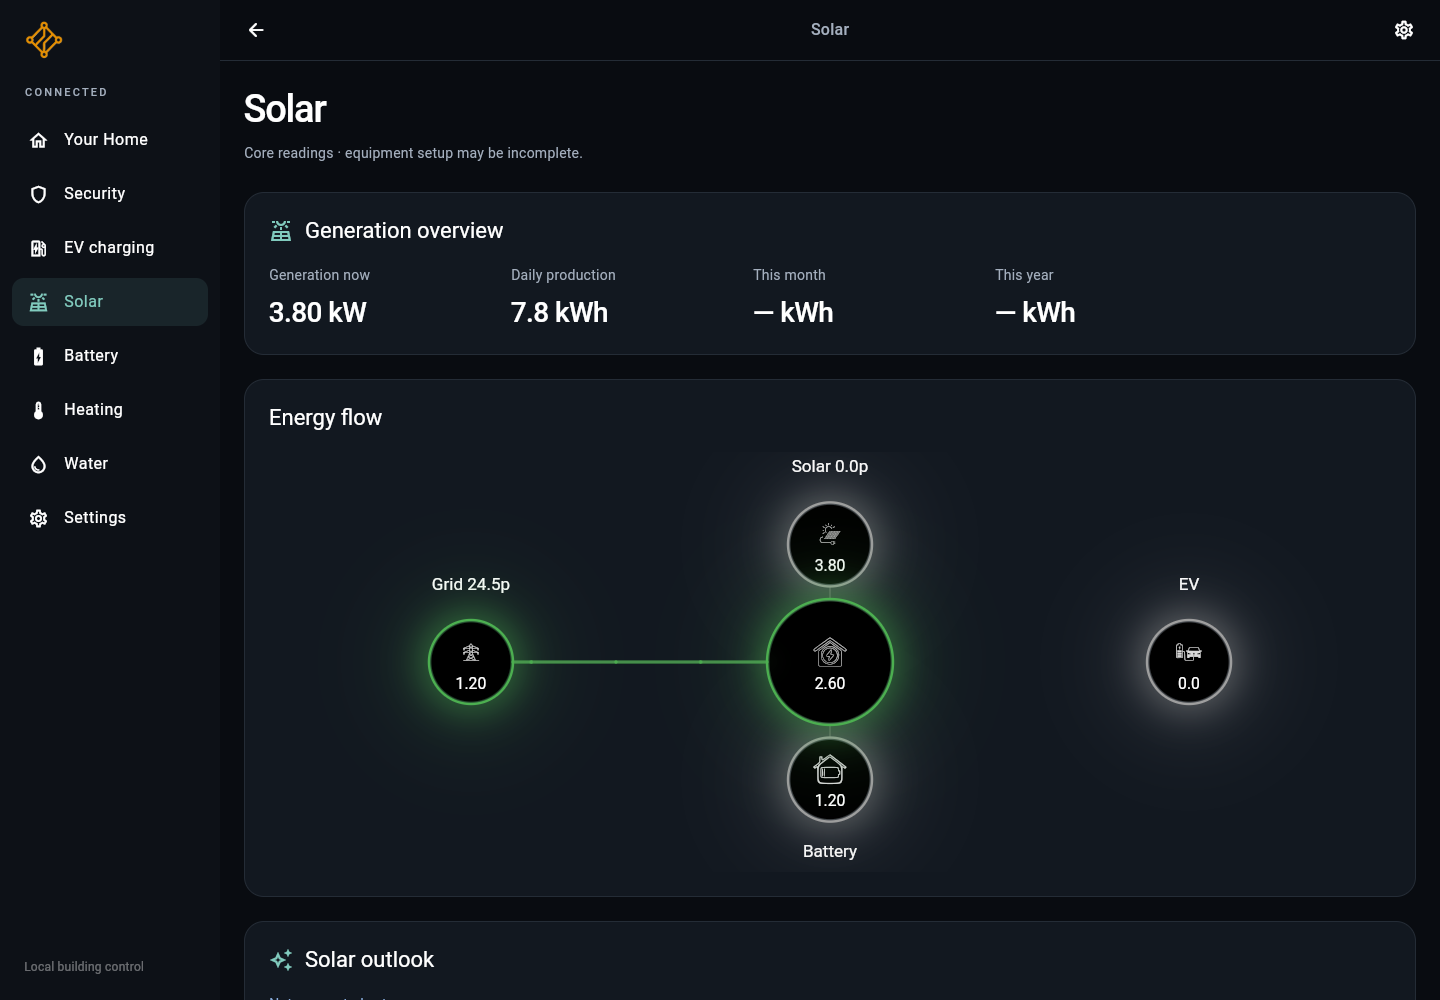 Solar
CONNECTED
Your Home
Security
EV charging
Solar
Battery
Heating
Water
Settings
Local building control
Solar
Core readings · equipment setup may be incomplete.
Generation overview
Generation now
3.80 kW
Daily production
7.8 kWh
This month
— kWh
This year
— kWh
Energy flow
Solar 0.0p
3.80
Grid 24.5p
1.20
2.60
EV
0.0
1.20
Battery
Solar outlook